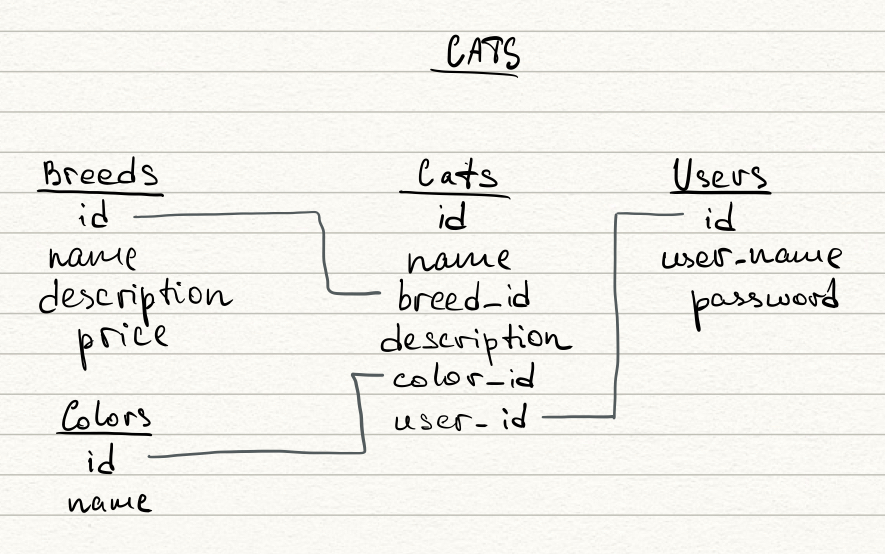 CATS
Breeds
id
name
description
price
Colors
id
name
Cats
id
name
breed_id
description
color_id
user_id
Users
id
user_name
password